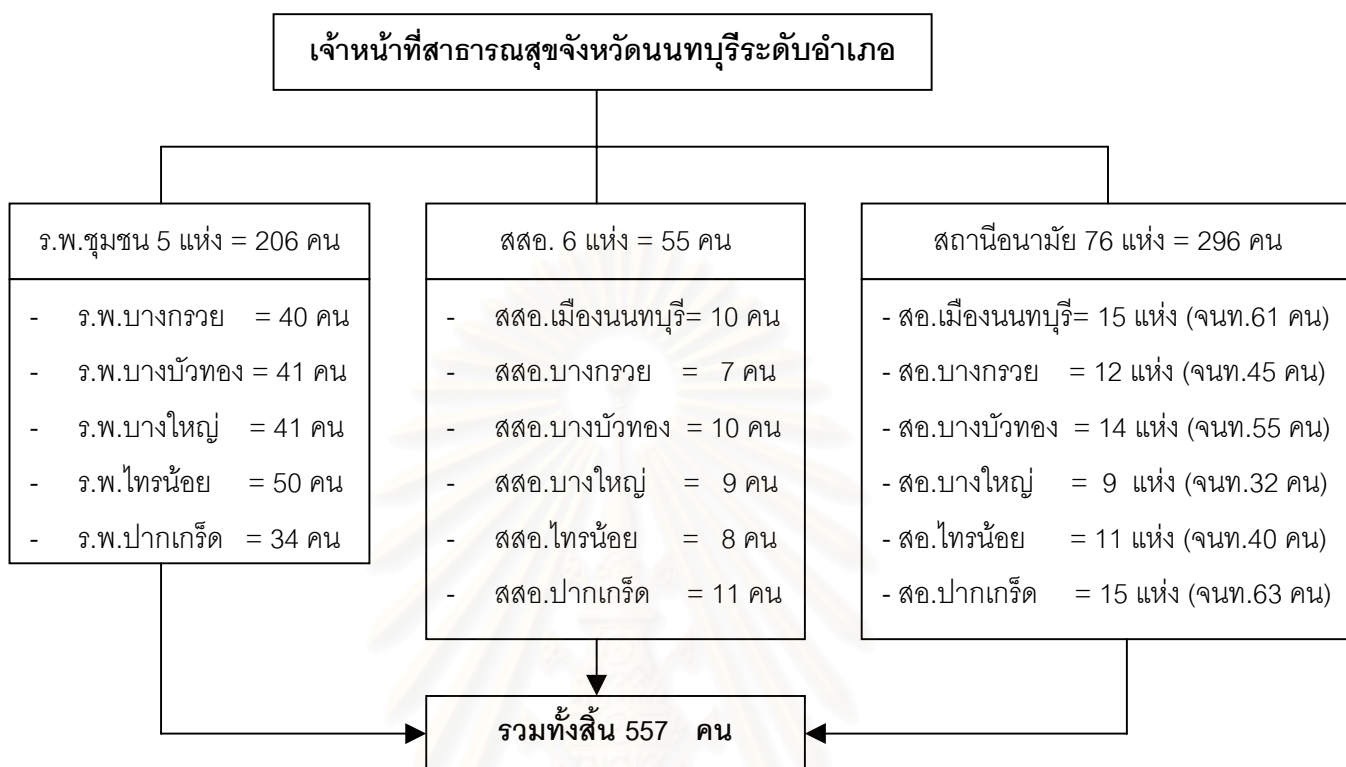 เจ้าหน้าที่สาธารณสุขจังหวัดนนทบุรีระดับอำเภอ
ร.พ.ชุมชน 5 แห่ง = 206 คน
- ร.พ.บางกรวย = 40 คน
- ร.พ.บางบัวทอง = 41 คน
- ร.พ.บางใหญ่ = 41 คน
- ร.พ.ไทรน้อย = 50 คน
- ร.พ.ปากเกร็ด = 34 คน
สสอ. 6 แห่ง = 55 คน
- สสอ.เมืองนนทบุรี= 10 คน
- สสอ.บางกรวย = 7 คน
- สสอ.บางบัวทอง = 10 คน
- สสอ.บางใหญ่ = 9 คน
- สสอ.ไทรน้อย = 8 คน
- สสอ.ปากเกร็ด = 11 คน
สถานีอนามัย 76 แห่ง = 296 คน
- สอ.เมืองนนทบุรี= 15 แห่ง (จนท.61 คน)
- สอ.บางกรวย = 12 แห่ง (จนท.45 คน)
- สอ.บางบัวทอง = 14 แห่ง (จนท.55 คน)
- สอ.บางใหญ่ = 9 แห่ง (จนท.32 คน)
- สอ.ไทรน้อย = 11 แห่ง (จนท.40 คน)
- สอ.ปากเกร็ด = 15 แห่ง (จนท.63 คน)
รวมทั้งสิ้น 557 คน